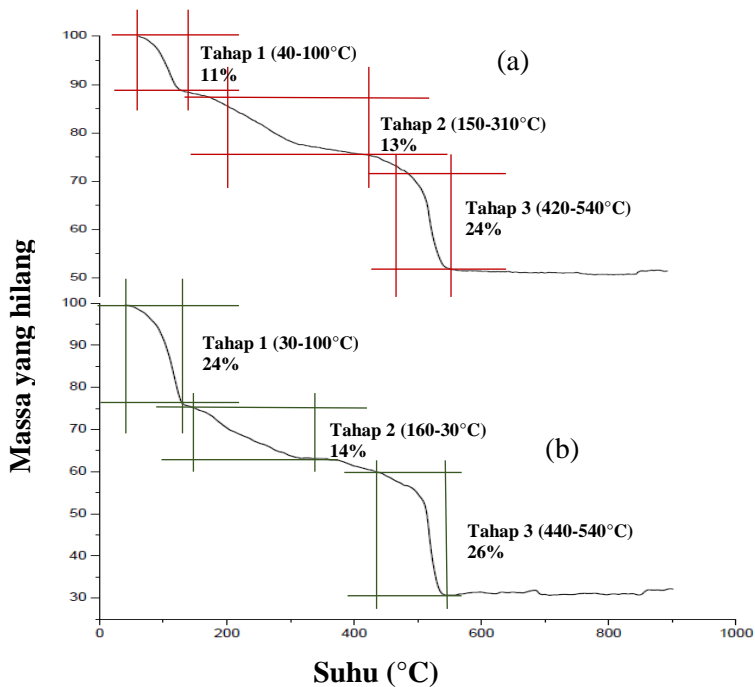 Massa yang hilang
100
90
80
70
60
50
Tahap 1 (40-100°C)
11%
(a)
Tahap 2 (150-310°C)
13%
Tahap 3 (420-540°C)
24%
100
90
80
70
60
50
40
30
Tahap 1 (30-100°C)
24%
Tahap 2 (160-30°C)
14%
(b)
Tahap 3 (440-540°C)
26%
0 200 400 600 800 1000
Suhu (°C)